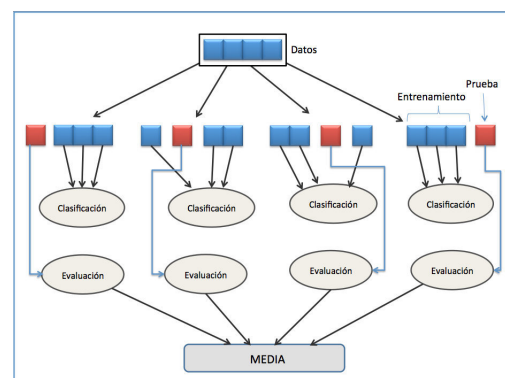 Datos
Prueba
Entrenamiento
Clasificación
Clasificación
Clasificación
Clasificación
Evaluación
Evaluación
Evaluación
Evaluación
MEDIA